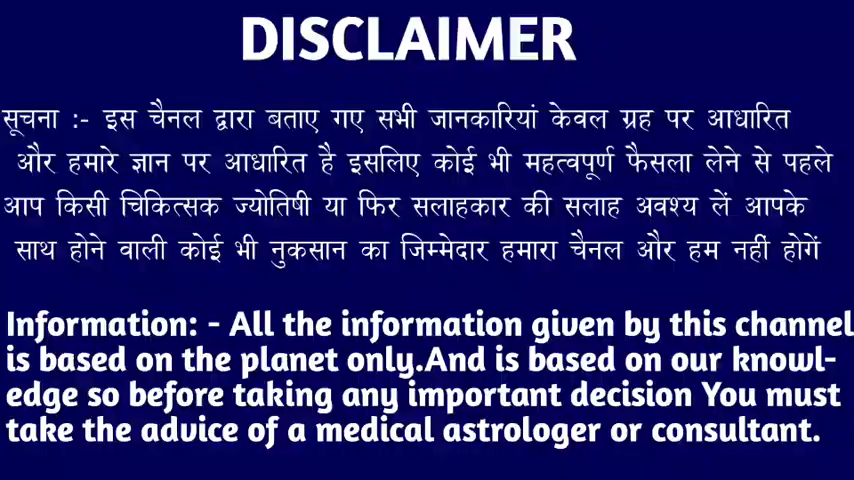 DISCLAIMER
सूचना :- इस चैनल द्वारा बताए गए सभी जानकारियां केवल ग्रह पर आधारित
और हमारे ज्ञान पर आधारित है इसलिए कोई भी महत्वपूर्ण फैसला लेने से पहले
आप किसी चिकित्सक ज्योतिषी या फिर सलाहकार की सलाह अवश्य लें आपके
साथ होने वाली कोई भी नुकसान का जिम्मेदार हमारा चैनल और हम नहीं होगें
Information: - All the information given by this channel
is based on the planet only.And is based on our knowl-
edge so before taking any important decision You must
take the advice of a medical astrologer or consultant.